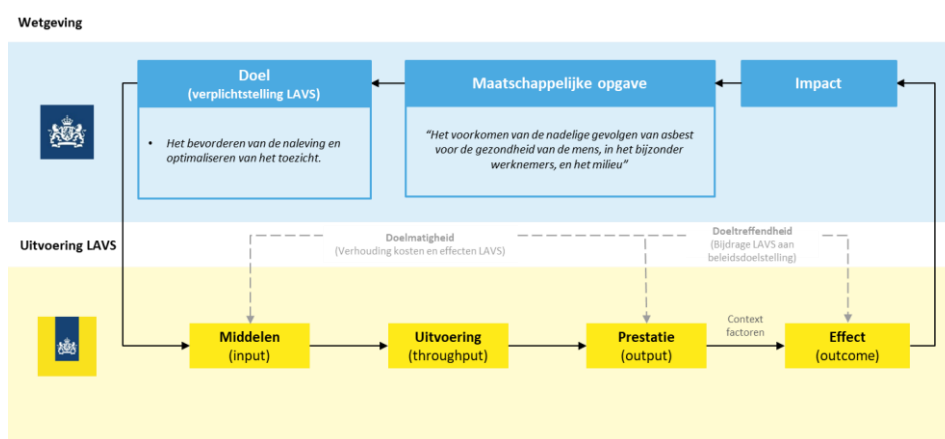 Wetgeving
Doel
(verplichtstelling LAVS)
• Het bevorderen van de naleving en
optimaliseren van het toezicht.
Maatschappelijke opgave
“Het voorkomen van de nadelige gevolgen van asbest
voor de gezondheid van de mens, in het bijzonder
werknemers, en het milieu”
Impact
Uitvoering LAVS
Doelmatigheid
(Verhouding kosten en effecten LAVS)
Doeltreffendheid
(Bijdrage LAVS aan
beleidsdoelstelling)
Middelen
(input)
Uitvoering
(throughput)
Prestatie
(output)
Context
factoren
Effect
(outcome)